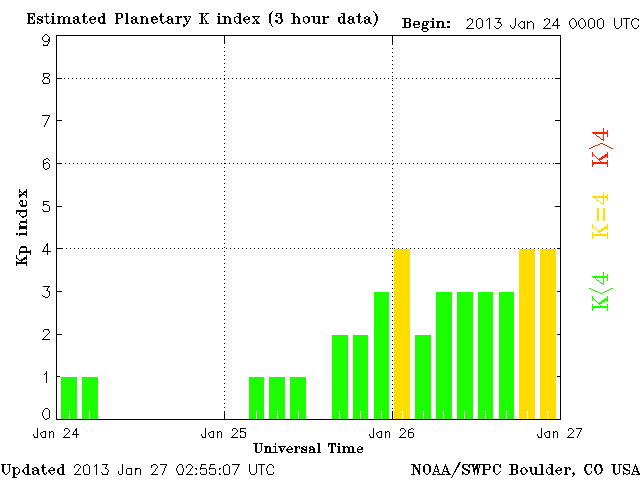 Estimated Planetary K index (3 hour data) Begin: 2013 Jan 24 0000 UTC
9
8
7
6
5
4
3
2
1
0
Kp index
K>4
K=4
K<4
Jan 24 Jan 25 Jan 26 Jan 27
Universal Time
Updated 2013 Jan 27 02:55:07 UTC NOAA/SWPC Boulder, CO USA